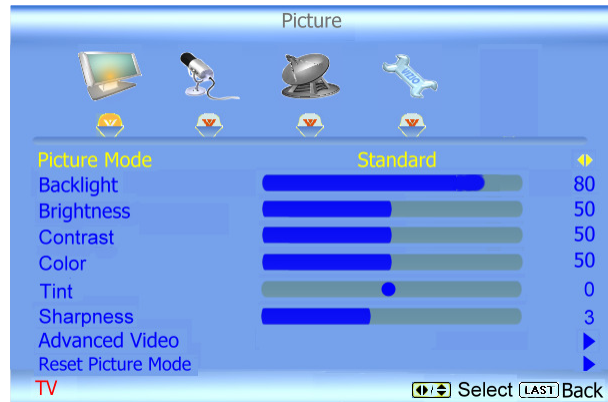 Picture
VIZIO
Picture Mode Standard
Backlight 80
Brightness 50
Contrast 50
Color 50
Tint 0
Sharpness 3
Advanced Video
Reset Picture Mode
TV Select LAST Back